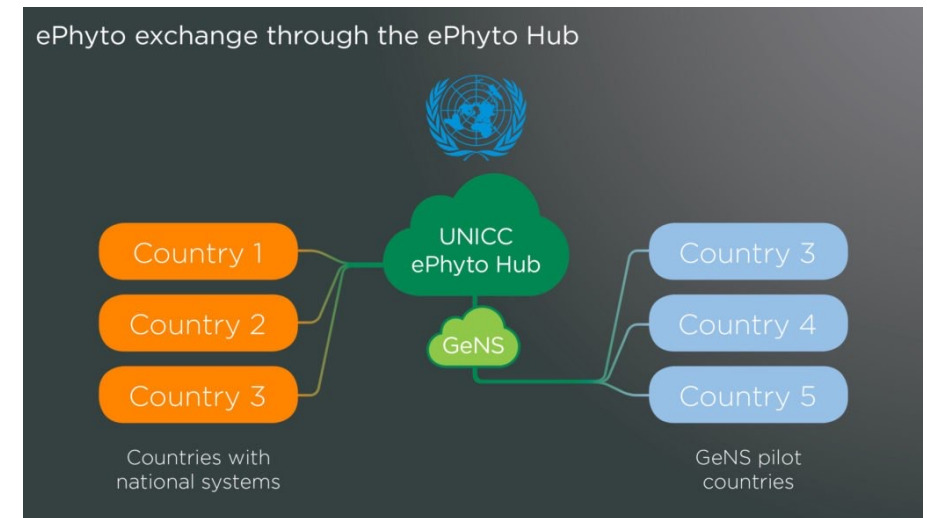 ePhyto exchange through the ePhyto Hub
UNICC
ePhyto Hub
GeNS
Country 1
Country 2
Country 3
Countries with
national systems
Country 3
Country 4
Country 5
GeNS pilot
countries